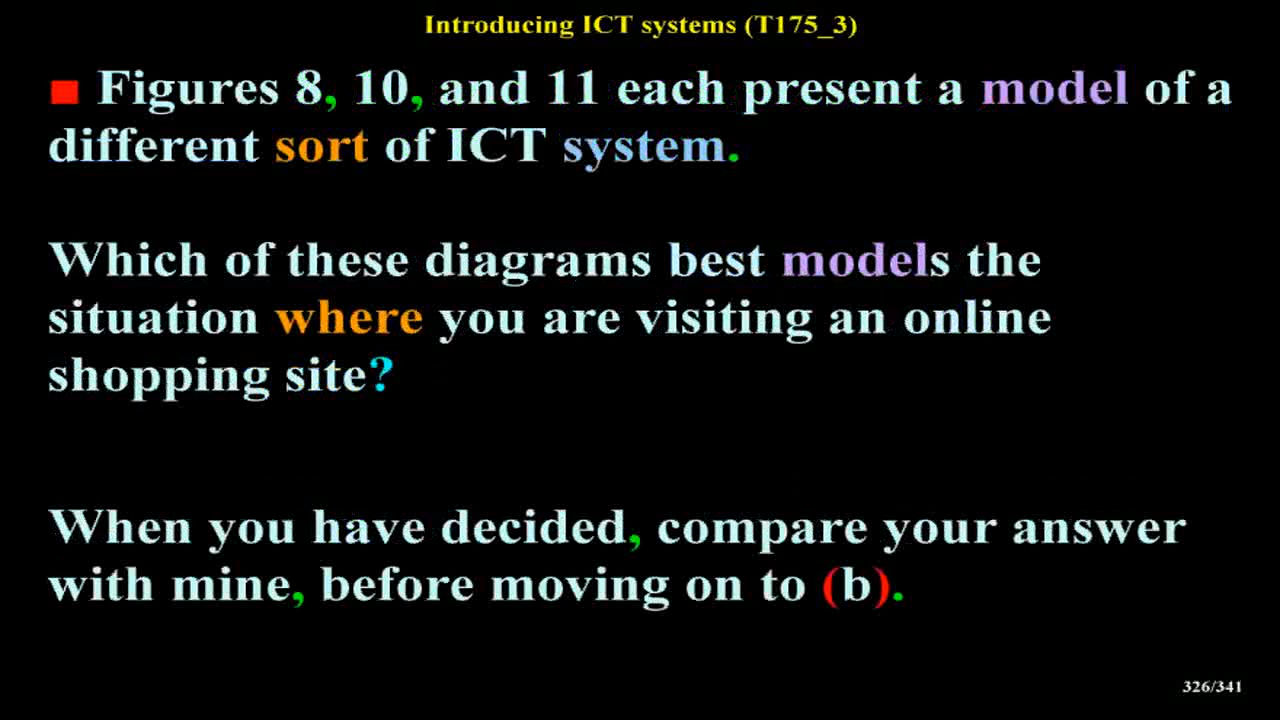 Introducing ICT systems (T175_3)
■ Figures 8, 10, and 11 each present a model of a
different sort of ICT system.
Which of these diagrams best models the
situation where you are visiting an online
shopping site?
When you have decided, compare your answer
with mine, before moving on to (b).
326/341